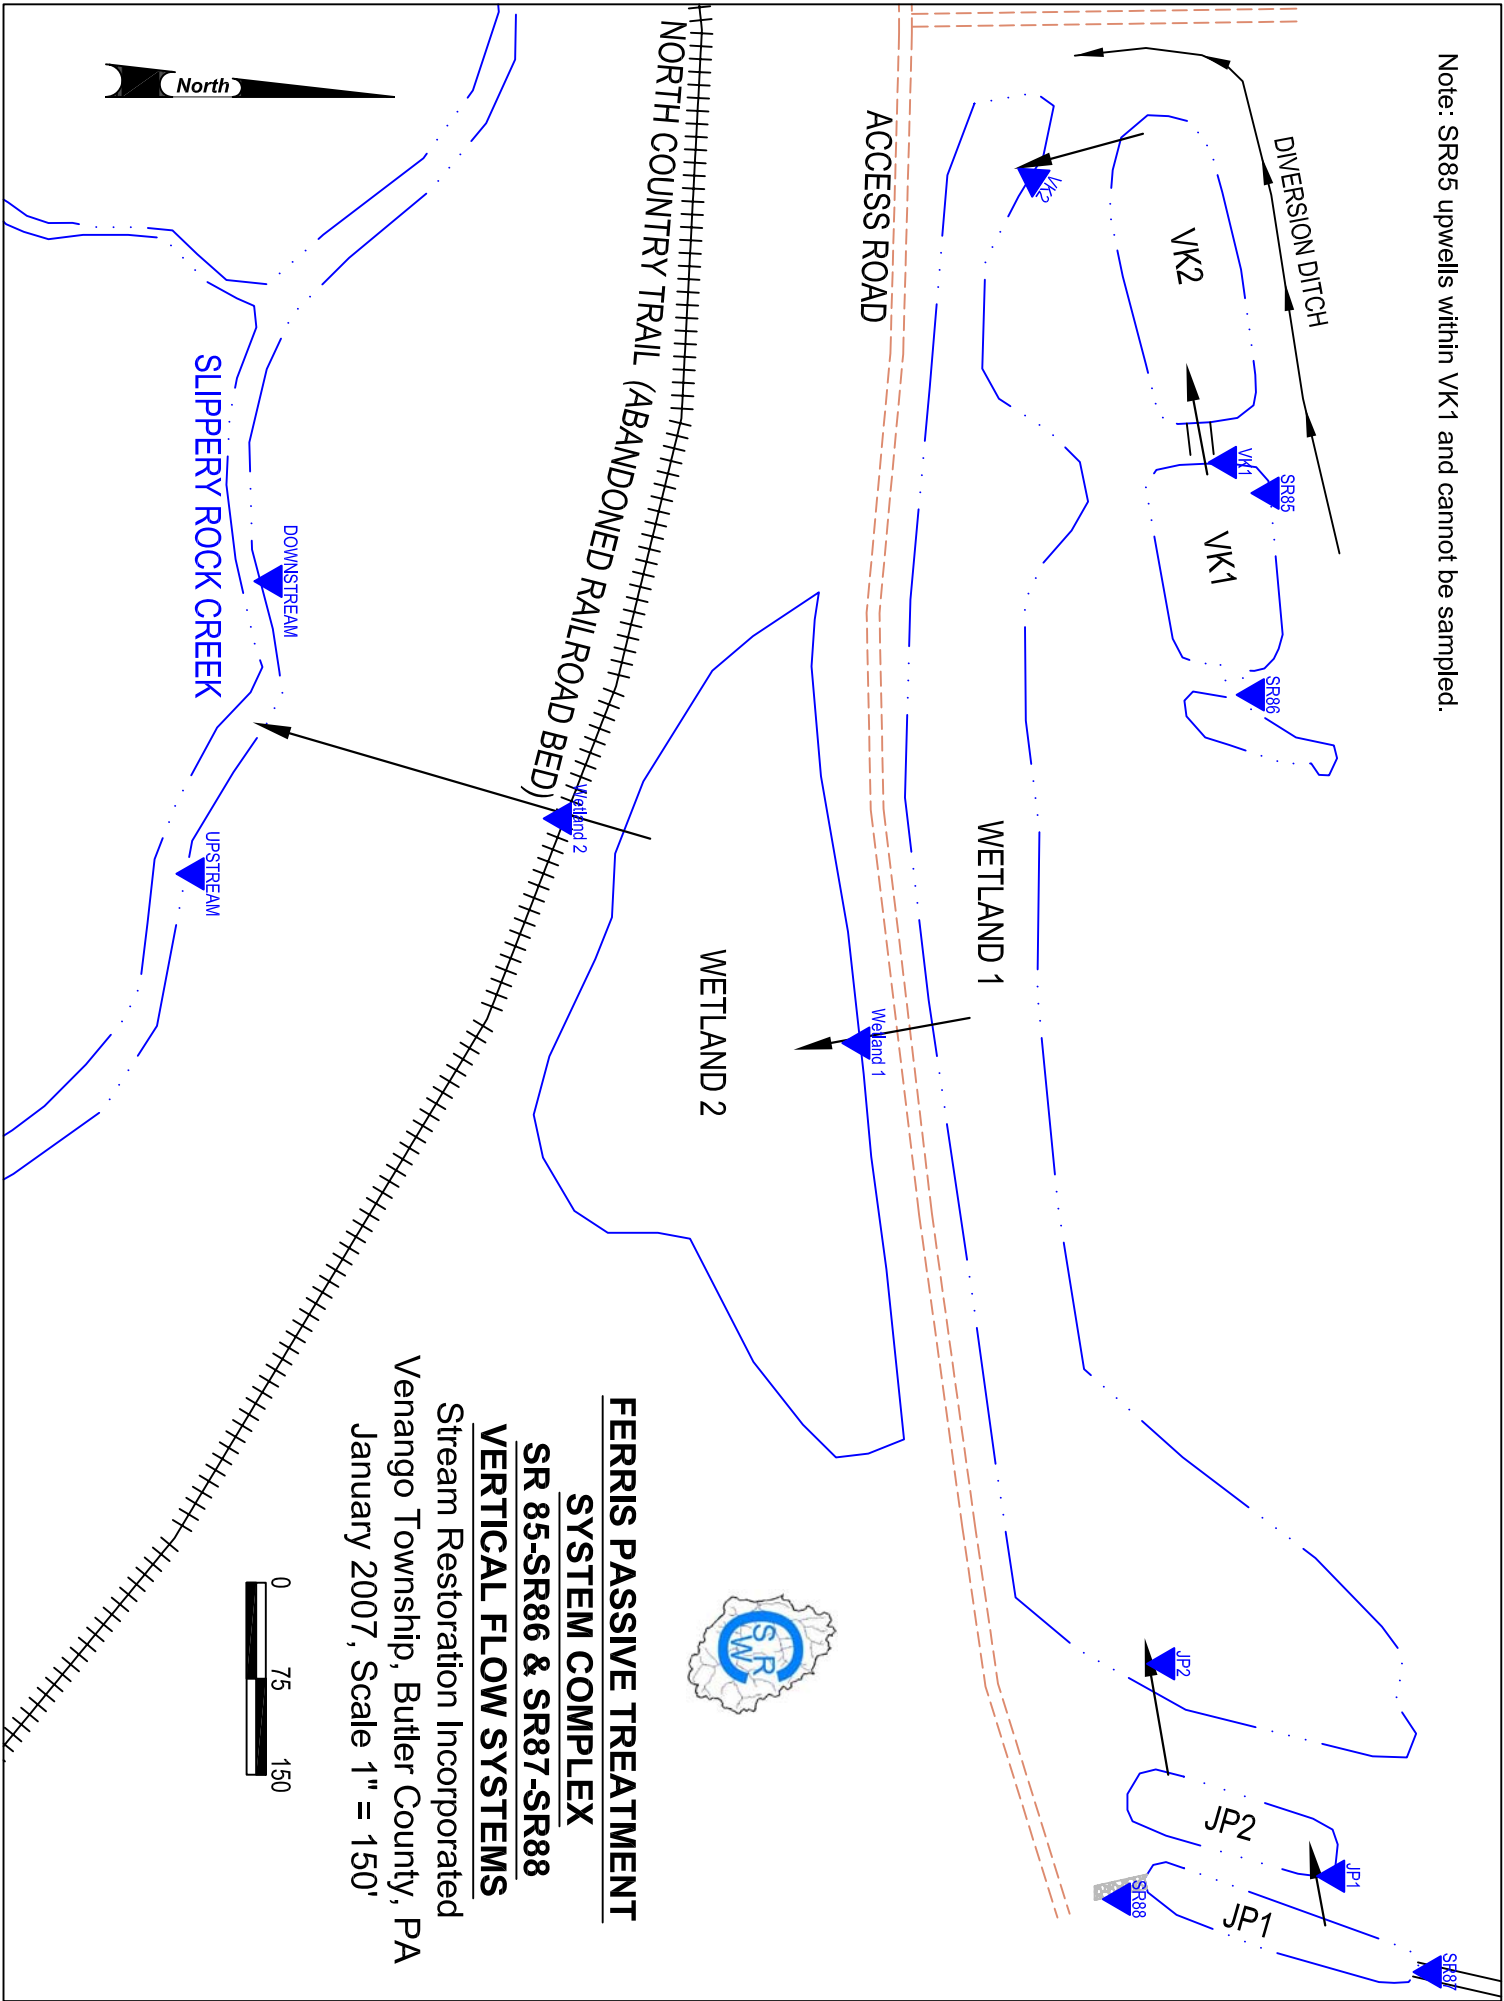 Note: SR85 upwells within VK1 and cannot be sampled.
DIVERSION DITCH
VK2
VK1
SR85
VK1
SR86
VK2
ACCESS ROAD
WETLAND 1
JP2
JP2
JP1
JP1
SR87
SR88
Wetland 1
WETLAND 2
Wetland 2
NORTH COUNTRY TRAIL (ABANDONED RAILROAD BED)
North
SLIPPERY ROCK CREEK
DOWNSTREAM
UPSTREAM
SR
W
C
FERRIS PASSIVE TREATMENT
SYSTEM COMPLEX
SR 85-SR86 & SR87-SR88
VERTICAL FLOW SYSTEMS
Stream Restoration Incorporated
Venango Township, Butler County, PA
January 2007, Scale 1" = 150'
0 75 150